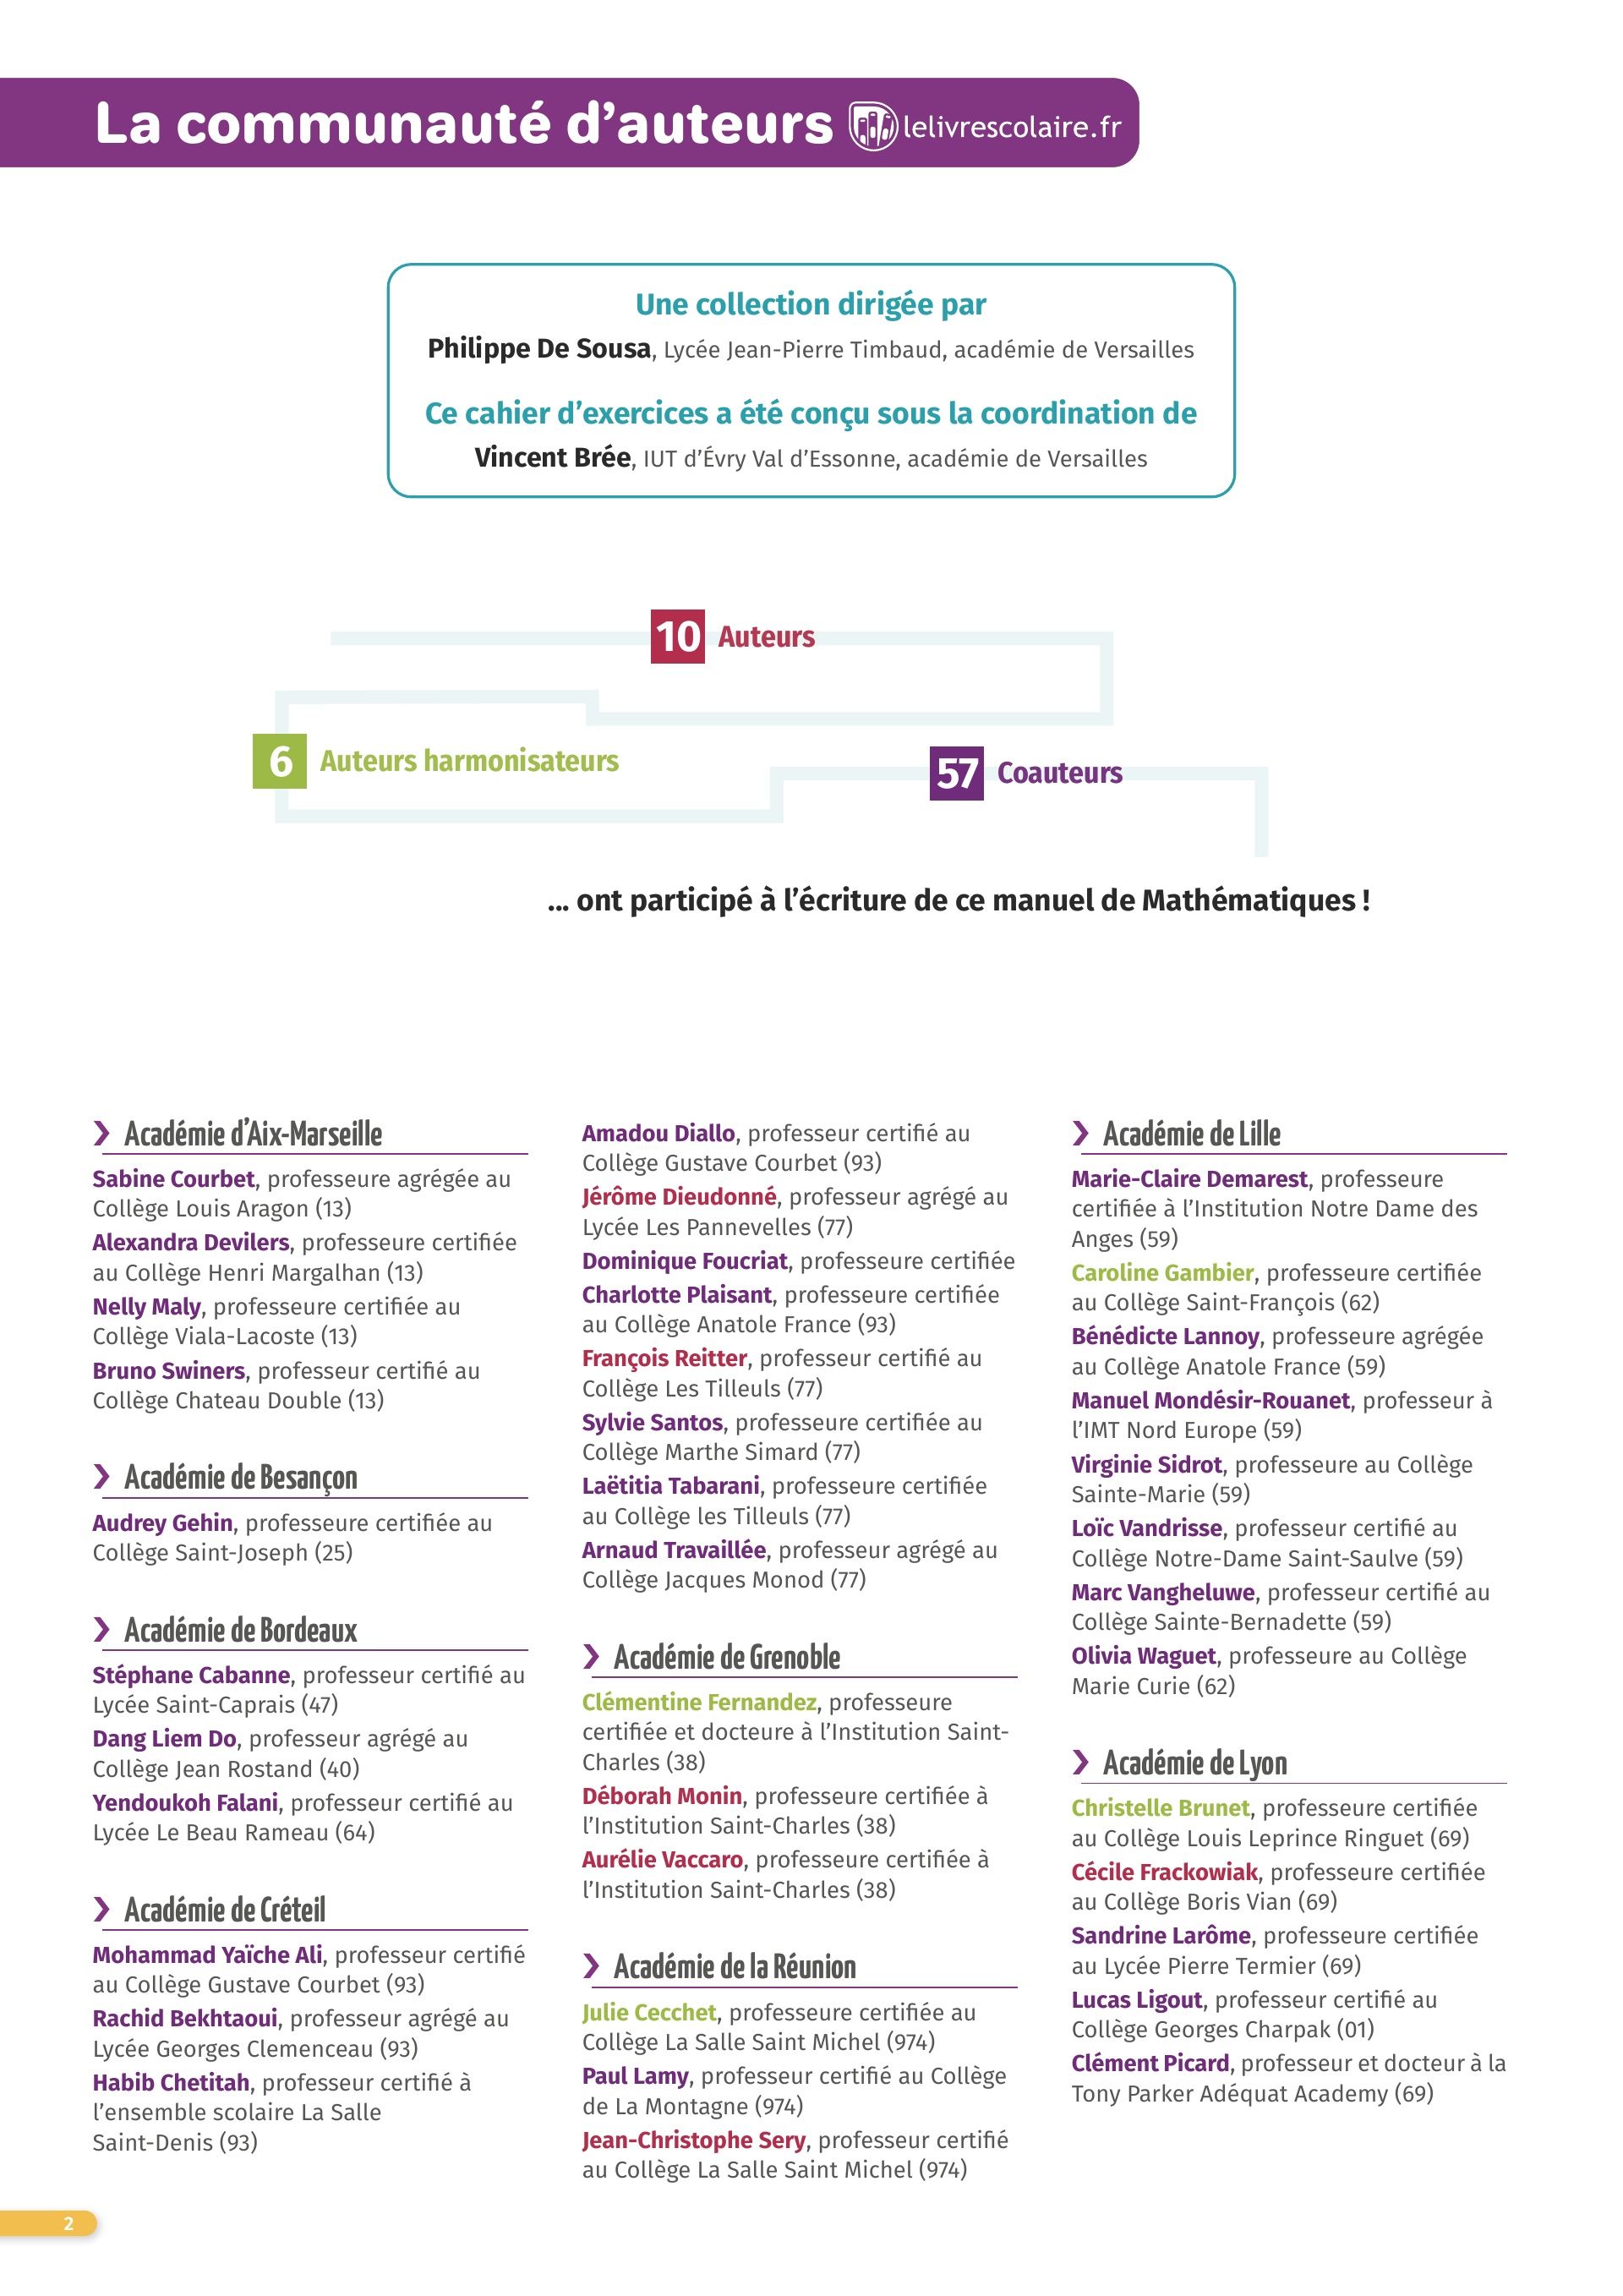 La communauté d’auteurs lelivrescolaire.fr
Une collection dirigée par
Philippe De Sousa, Lycée Jean-Pierre Timbaud, académie de Versailles
Ce cahier d’exercices a été conçu sous la coordination de
Vincent Brée, IUT d’Évry Val d’Essonne, académie de Versailles
10 Auteurs
6 Auteurs harmonisateurs
57 Coauteurs
... ont participé à l’écriture de ce manuel de Mathématiques !
❯ Académie d’Aix-Marseille
Sabine Courbet, professeure agrégée au
Collège Louis Aragon (13)
Alexandra Devilers, professeure certifiée
au Collège Henri Margalhan (13)
Nelly Maly, professeure certifiée au
Collège Viala-Lacoste (13)
Bruno Swiners, professeur certifié au
Collège Chateau Double (13)
❯ Académie de Besançon
Audrey Gehin, professeure certifiée au
Collège Saint-Joseph (25)
❯ Académie de Bordeaux
Stéphane Cabanne, professeur certifié au
Lycée Saint-Caprais (47)
Dang Liem Do, professeur agrégé au
Collège Jean Rostand (40)
Yendoukoh Falani, professeur certifié au
Lycée Le Beau Rameau (64)
❯ Académie de Créteil
Mohammad Yaïche Ali, professeur certifié
au Collège Gustave Courbet (93)
Rachid Bekhtaoui, professeur agrégé au
Lycée Georges Clemenceau (93)
Habib Chetitah, professeur certifié à
l’ensemble scolaire La Salle
Saint-Denis (93)
Amadou Diallo, professeur certifié au
Collège Gustave Courbet (93)
Jérôme Dieudonné, professeur agrégé au
Lycée Les Pannevelles (77)
Dominique Foucriat, professeure certifiée
Charlotte Plaisant, professeure certifiée
au Collège Anatole France (93)
François Reitter, professeur certifié au
Collège Les Tilleuls (77)
Sylvie Santos, professeure certifiée au
Collège Marthe Simard (77)
Laëtitia Tabarani, professeure certifiée
au Collège les Tilleuls (77)
Arnaud Travaillée, professeur agrégé au
Collège Jacques Monod (77)
❯ Académie de Grenoble
Clémentine Fernandez, professeure
certifiée et docteure à l’Institution Saint-
Charles (38)
Déborah Monin, professeure certifiée à
l’Institution Saint-Charles (38)
Aurélie Vaccaro, professeure certifiée à
l’Institution Saint-Charles (38)
❯ Académie de la Réunion
Julie Cecchet, professeure certifiée au
Collège La Salle Saint Michel (974)
Paul Lamy, professeur certifié au Collège
de La Montagne (974)
Jean-Christophe Sery, professeur certifié
au Collège La Salle Saint Michel (974)
❯ Académie de Lille
Marie-Claire Demarest, professeure
certifiée à l’Institution Notre Dame des
Anges (59)
Caroline Gambier, professeure certifiée
au Collège Saint-François (62)
Bénédicte Lannoy, professeure agrégée
au Collège Anatole France (59)
Manuel Mondésir-Rouanet, professeur à
l’IMT Nord Europe (59)
Virginie Sidrot, professeure au Collège
Sainte-Marie (59)
Loïc Vandrisse, professeur certifié au
Collège Notre-Dame Saint-Saulve (59)
Marc Vangheluwe, professeur certifié au
Collège Sainte-Bernadette (59)
Olivia Waguet, professeure au Collège
Marie Curie (62)
❯ Académie de Lyon
Christelle Brunet, professeure certifiée
au Collège Louis Leprince Ringuet (69)
Cécile Frackowiak, professeure certifiée
au Collège Boris Vian (69)
Sandrine Larôme, professeure certifiée
au Lycée Pierre Termier (69)
Lucas Ligout, professeur certifié au
Collège Georges Charpak (01)
Clément Picard, professeur et docteur à la
Tony Parker Adéquat Academy (69)
2